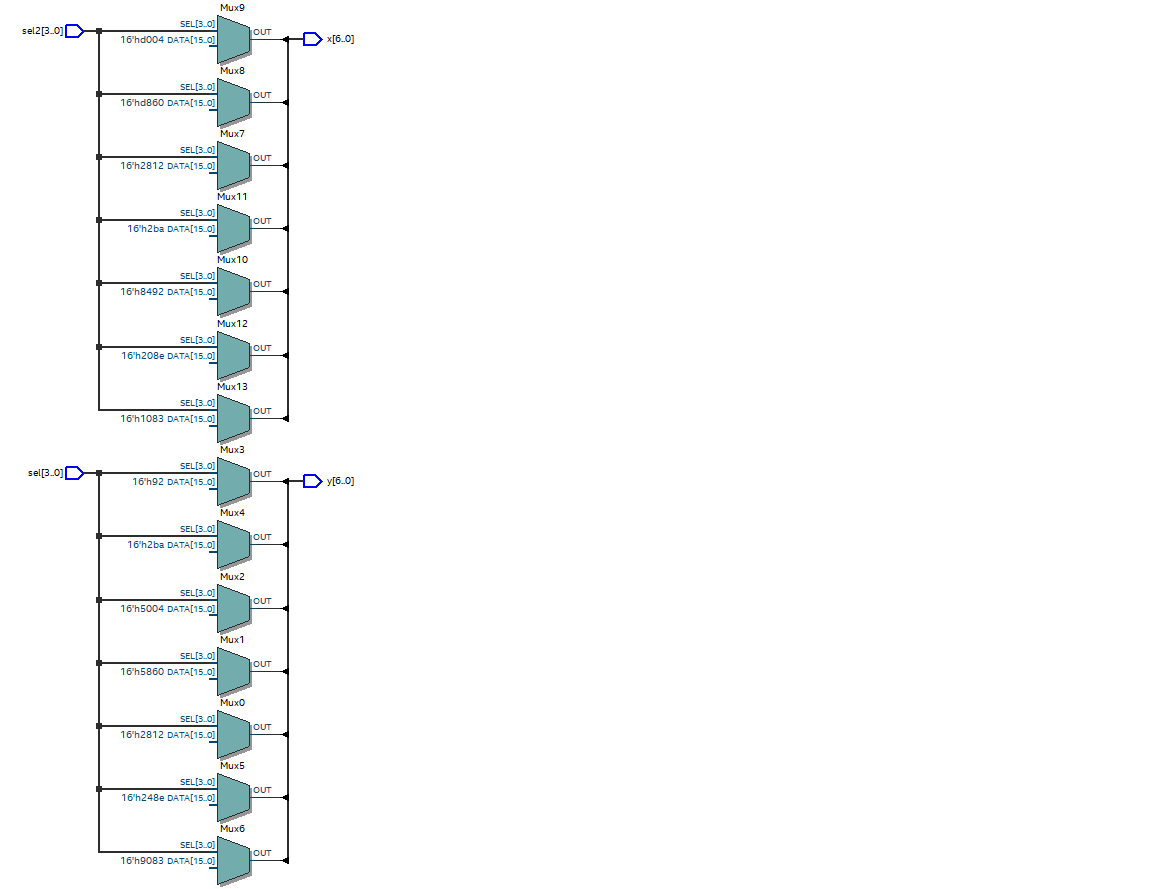 Mux9
sel2[3..0] SEL[3..0] OUT
16'hd004 DATA[15..0] x[6..0]
Mux8
SEL[3..0] OUT
16'hd860 DATA[15..0]
Mux7
SEL[3..0] OUT
16'h2812 DATA[15..0]
Mux11
SEL[3..0] OUT
16'h2ba DATA[15..0]
Mux10
SEL[3..0] OUT
16'h8492 DATA[15..0]
Mux12
SEL[3..0] OUT
16'h208e DATA[15..0]
Mux13
SEL[3..0] OUT
16'h1083 DATA[15..0]
Mux3
sel[3..0] SEL[3..0] OUT
16'h92 DATA[15..0] y[6..0]
Mux4
SEL[3..0] OUT
16'h2ba DATA[15..0]
Mux2
SEL[3..0] OUT
16'h5004 DATA[15..0]
Mux1
SEL[3..0] OUT
16'h5860 DATA[15..0]
Mux0
SEL[3..0] OUT
16'h2812 DATA[15..0]
Mux5
SEL[3..0] OUT
16'h248e DATA[15..0]
Mux6
SEL[3..0] OUT
16'h9083 DATA[15..0]